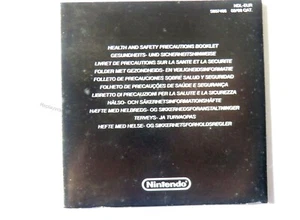 NDL-EUR
HEALTH AND SAFETY PRECAUTIONS BOOKLET
GESUNDHEITS- UND SICHERHEITSHINWEISE
LIVRET DE PRECAUTIONS SUR LA SANTE ET LA SECURITE
FOLDER MET GEZONDHEIDS- EN VEILIGHEIDSINFORMATIE
FOLLETO DE PRECAUCIONES SOBRE SALUD Y SEGURIDAD
FOLHETO DE PRECAUÇÕES DE SAÚDE E SEGURANÇA
LIBRETTO DI PRECAUZIONI PER LA SALUTE E LA SICUREZZA
HÄLSO- OCH SÄKERHETSINFORMATIONSHÄFTE
HÆFTE MED HELBREDS- OG SIKKERHEDSFORANSTALTNINGER
TERVEYS- JA TURVAOPAS
HEFTE MED HELSE- OG SIKKERHETSFORHOLDSREGLER
Nintendo